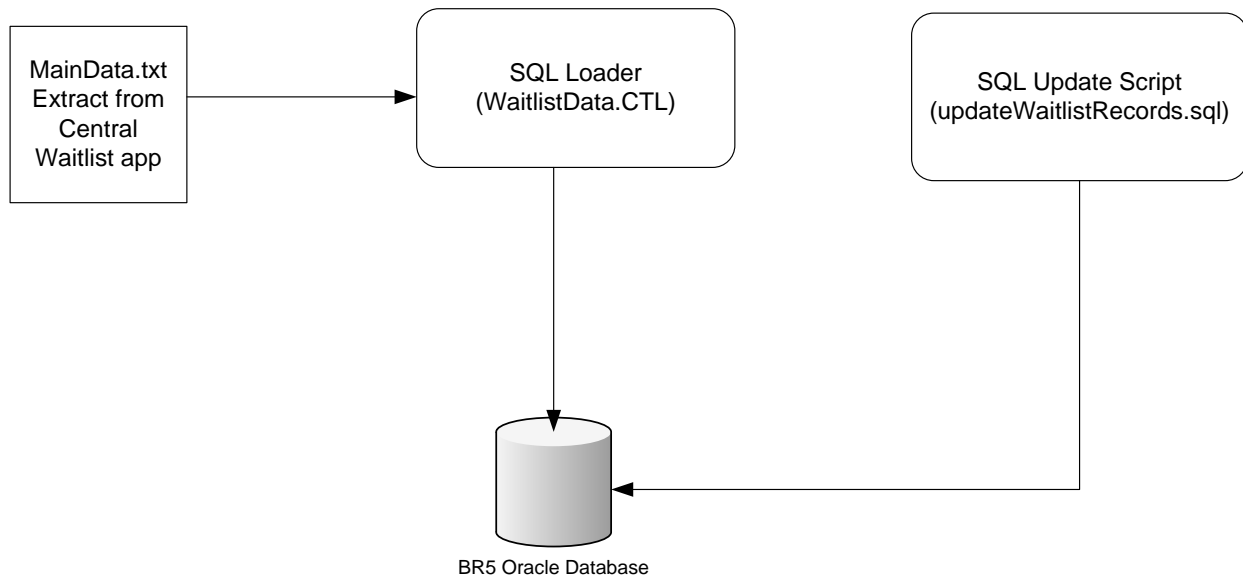 MainData.txt
Extract from
Central
Waitlist app
SQL Loader
(WaitlistData.CTL)
SQL Update Script
(updateWaitlistRecords.sql)
BR5 Oracle Database